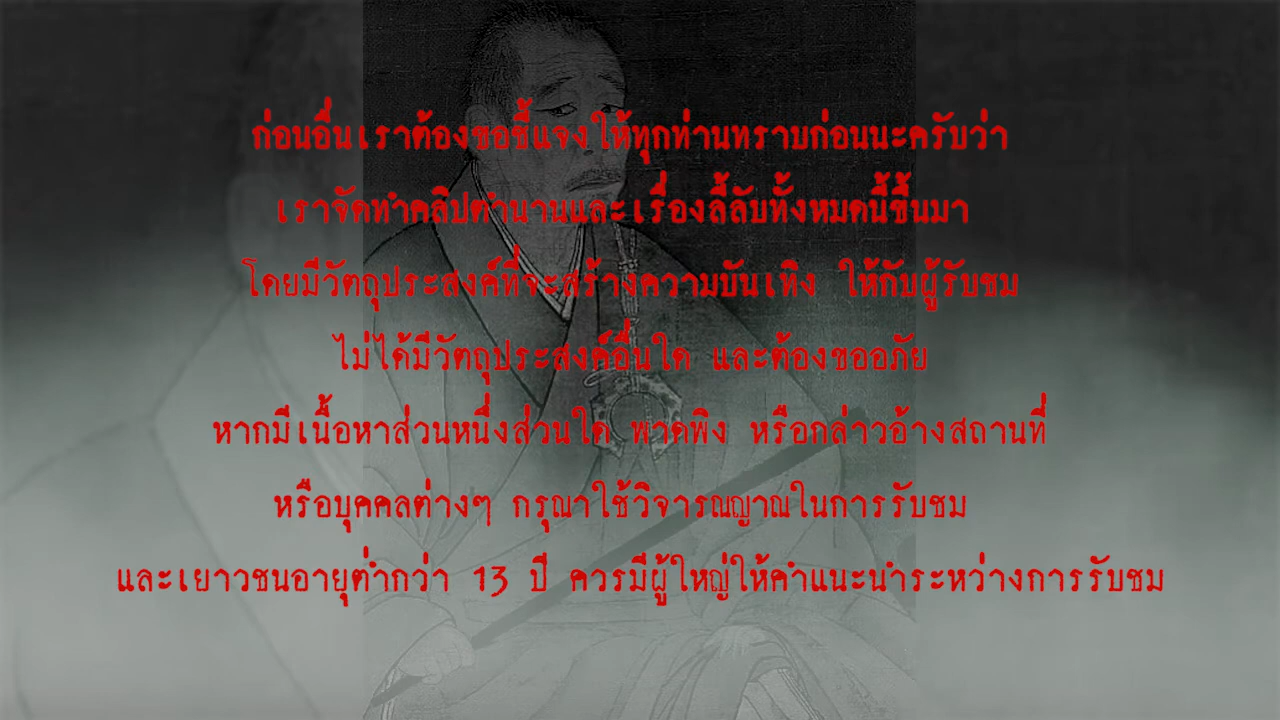 ก่อนอื่นเราต้องขอชี้แจงให้ทุกท่านทราบก่อนนะครับว่า
เราจัดทำคลิปตำนานและเรื่องลี้ลับทั้งหมดนี้ขึ้นมา
โดยมีวัตถุประสงค์ที่จะสร้างความบันเทิง ให้กับผู้รับชม
ไม่ได้มีวัตถุประสงค์อื่นใด และต้องขออภัย
หากมีเนื้อหาส่วนหนึ่งส่วนใด พาดพิง หรือกล่าวอ้างสถานที่
หรือบุคคลต่างๆ กรุณาใช้วิจารณญาณในการรับชม
และเยาวชนอายุต่ำกว่า 13 ปี ควรมีผู้ใหญ่ให้คำแนะนำระหว่างการรับชม